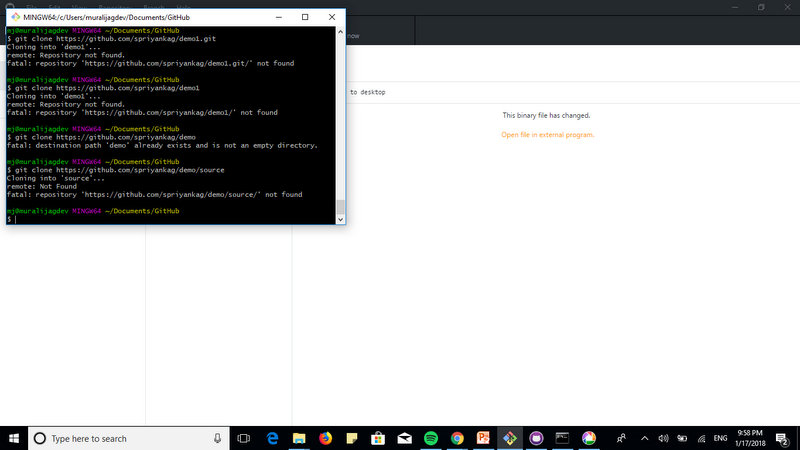 MINGW64:/c/Users/muralijagdev/Documents/GitHub
File Edit View Repository Branch Help
mj@muralijagdev MINGW64 ~/Documents/GitHub
$ git clone https://github.com/spriyankag/demo1.git
Cloning into 'demo1'...
remote: Repository not found.
fatal: repository 'https://github.com/spriyankag/demo1.git/' not found
mj@muralijagdev MINGW64 ~/Documents/GitHub
$ git clone https://github.com/spriyankag/demo1
Cloning into 'demo1'...
remote: Repository not found.
fatal: repository 'https://github.com/spriyankag/demo1/' not found
mj@muralijagdev MINGW64 ~/Documents/GitHub
$ git clone https://github.com/spriyankag/demo
fatal: destination path 'demo' already exists and is not an empty directory.
mj@muralijagdev MINGW64 ~/Documents/GitHub
$ git clone https://github.com/spriyankag/demo/source
Cloning into 'source'...
remote: Not Found
fatal: repository 'https://github.com/spriyankag/demo/source/' not found
mj@muralijagdev MINGW64 ~/Documents/GitHub
$
now
to desktop
This binary file has changed.
Open file in external program.
Type here to search
ENG
9:58 PM
1/17/2018
2